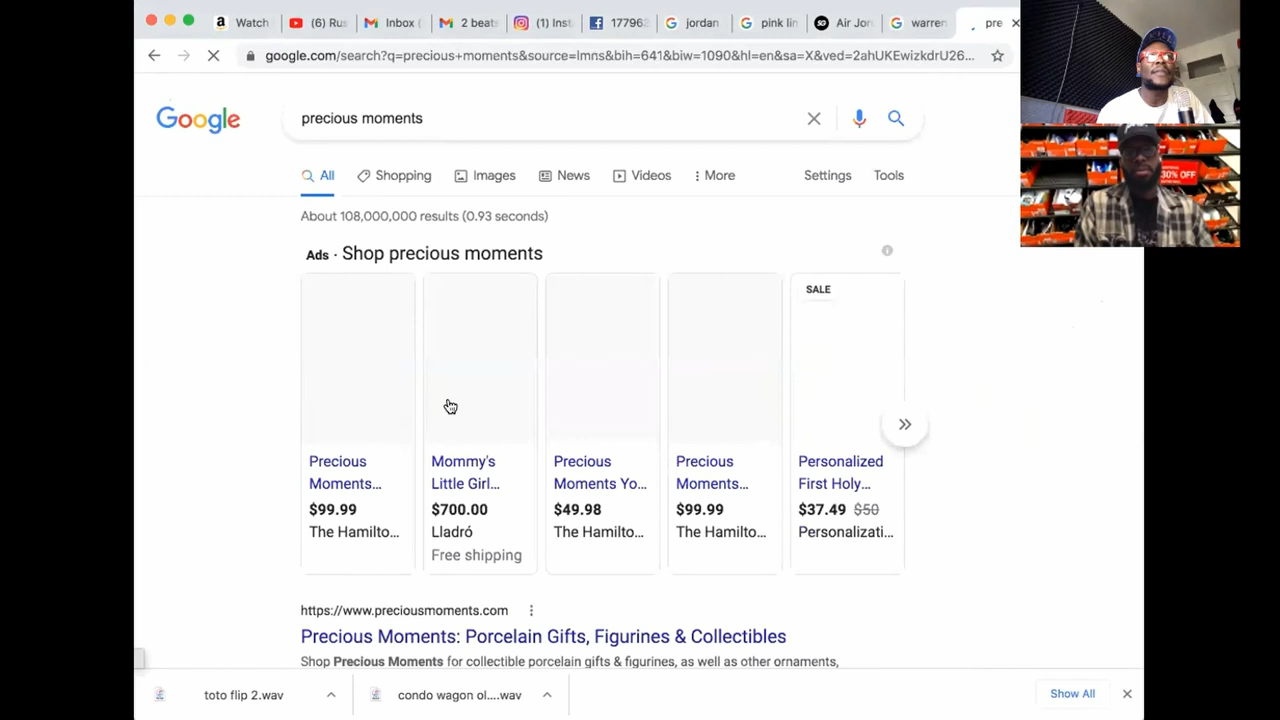 Watch
(6) Rus
Inbox (
2 beats
(1) Inst
177963
jordan
pink lin
Air Jor
warren
pre
google.com/search?q=precious+moments&source=lmns&bih=641&biw=1090&hl=en&sa=X&ved=2ahUKEwizkdrU26...
Google
precious moments
All
Shopping
Images
News
Videos
More
Settings
Tools
30% OFF
About 108,000,000 results (0.93 seconds)
Ads · Shop precious moments
SALE
Precious
Moments...
$99.99
The Hamilto...
Mommy's
Little Girl...
$700.00
Lladró
Free shipping
Precious
Moments Yo...
$49.98
The Hamilto...
Precious
Moments...
$99.99
The Hamilto...
Personalized
First Holy...
$37.49 $50
Personalizati...
https://www.preciousmoments.com
Precious Moments: Porcelain Gifts, Figurines & Collectibles
Shop Precious Moments for collectible porcelain gifts & figurines, as well as other ornaments,
toto flip 2.wav
condo wagon ol....wav
Show All